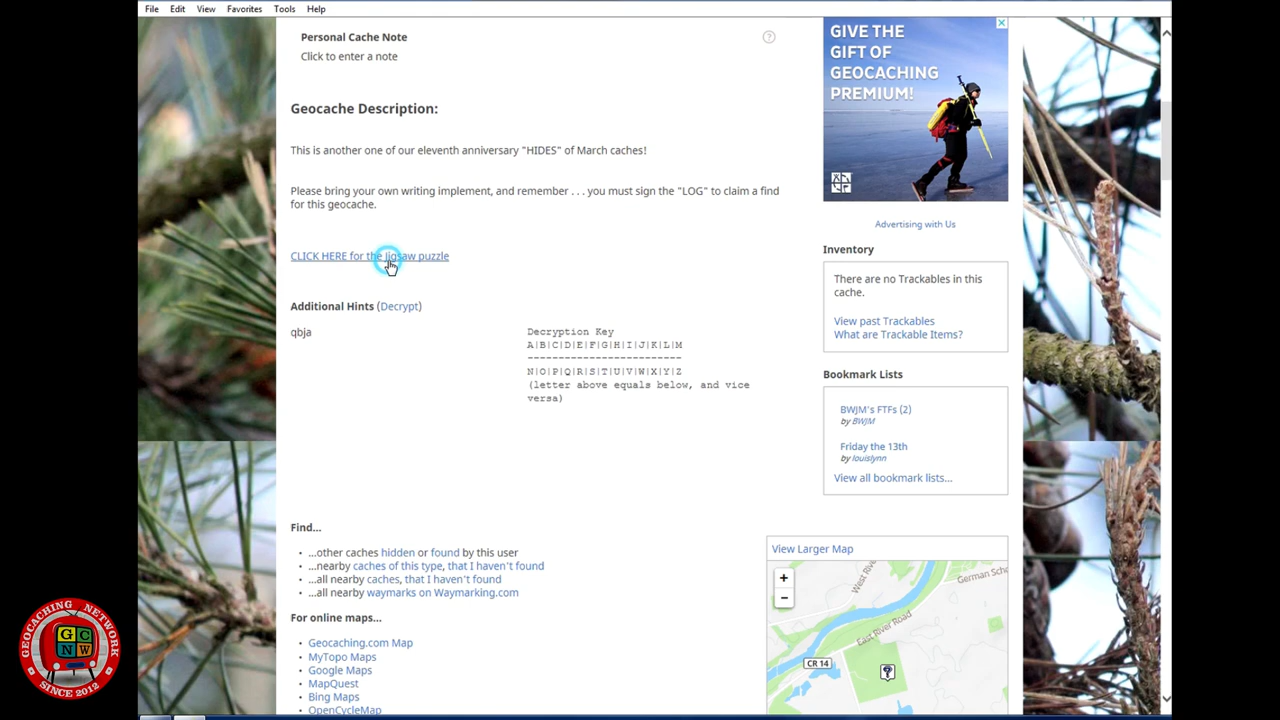 File Edit View Favorites Tools Help
Personal Cache Note
Click to enter a note
Geocache Description:
This is another one of our eleventh anniversary "HIDES" of March caches!
Please bring your own writing implement, and remember . . . you must sign the "LOG" to claim a find
for this geocache.
CLICK HERE for the jigsaw puzzle
Additional Hints (Decrypt)
qbja
Decryption Key
A|B|C|D|E|F|G|H|I|J|K|L|M
-------------------------
N|O|P|Q|R|S|T|U|V|W|X|Y|Z
(letter above equals below, and vice
versa)
Find...
...other caches hidden or found by this user
...nearby caches of this type, that I haven't found
...all nearby caches, that I haven't found
...all nearby waymarks on Waymarking.com
For online maps...
Geocaching.com Map
MyTopo Maps
Google Maps
MapQuest
Bing Maps
OpenCycleMap
GIVE THE
GIFT OF
GEOCACHING
PREMIUM!
Advertising with Us
Inventory
There are no Trackables in this
cache.
View past Trackables
What are Trackable Items?
Bookmark Lists
BWJM's FTFs (2)
by BWJM
Friday the 13th
by louislynn
View all bookmark lists...
View Larger Map
+
-
West River
German Scho
East River Road
CR 14
?
GEOCACHING NETWORK
GC
NW
SINCE 2012